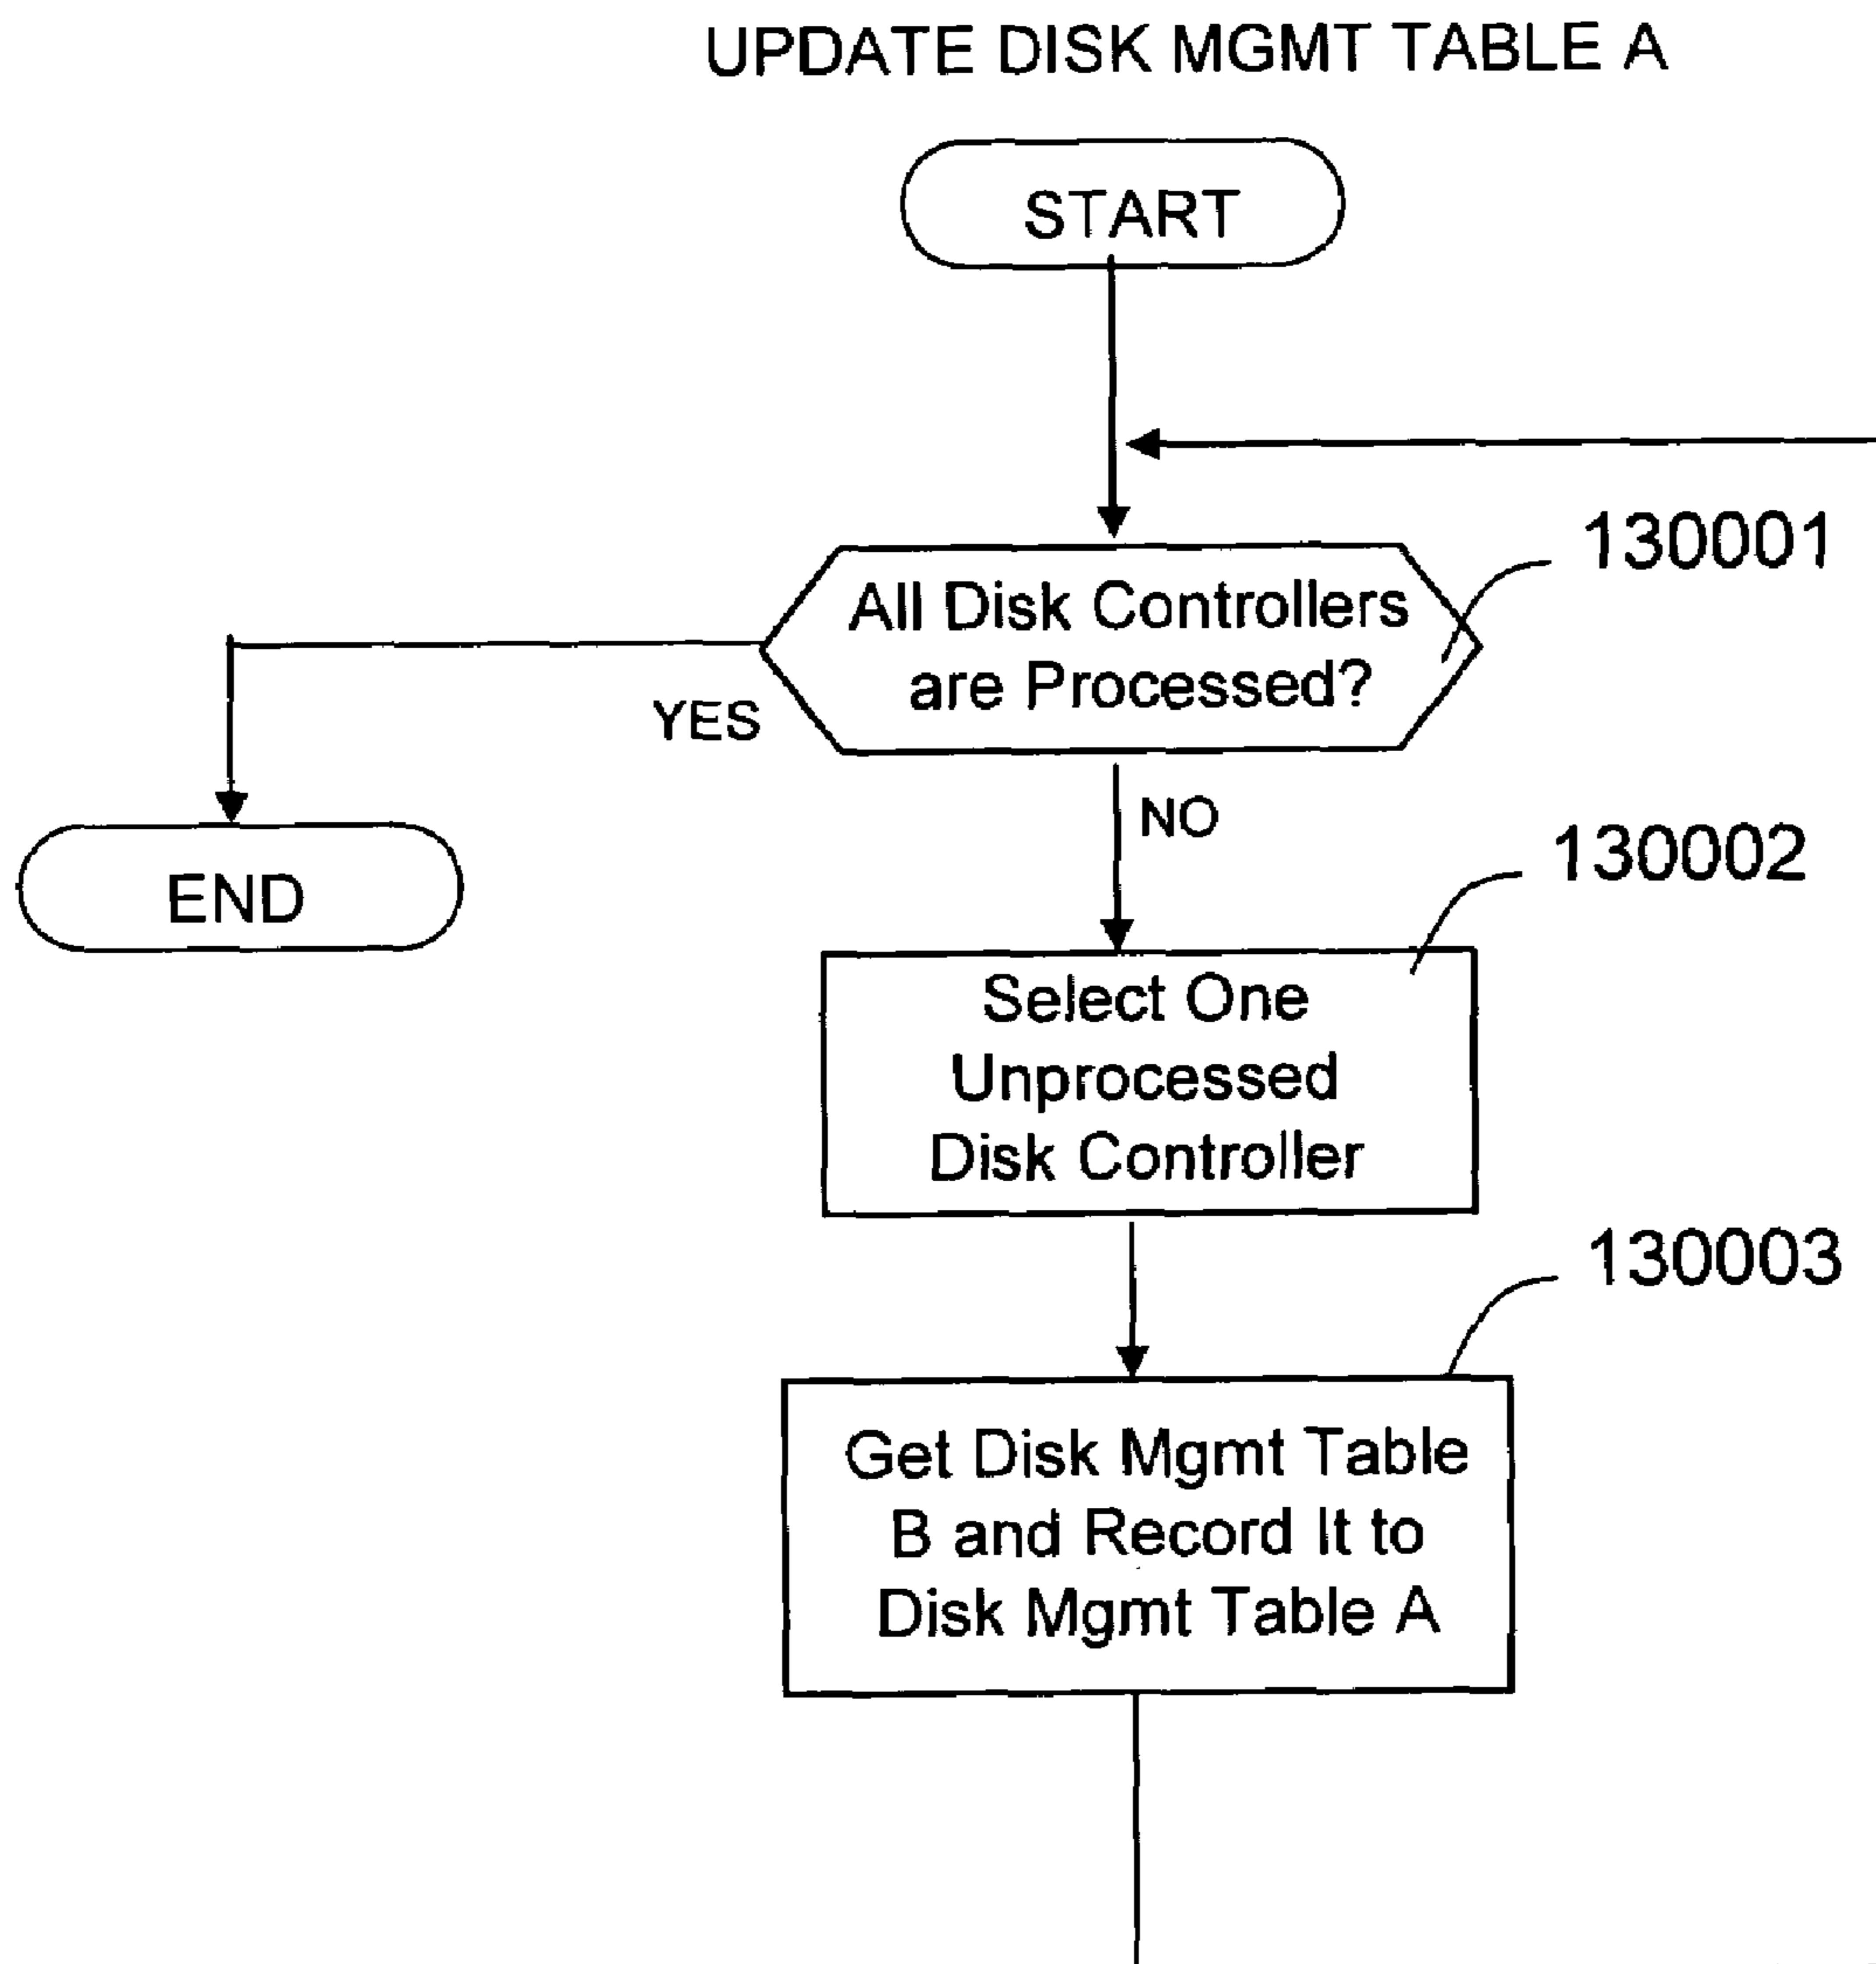 UPDATE DISK MGMT TABLE A
START
130001
All Disk Controllers
are Processed?
YES
NO
END
130002
Select One
Unprocessed
Disk Controller
130003
Get Disk Mgmt Table
B and Record It to
Disk Mgmt Table A